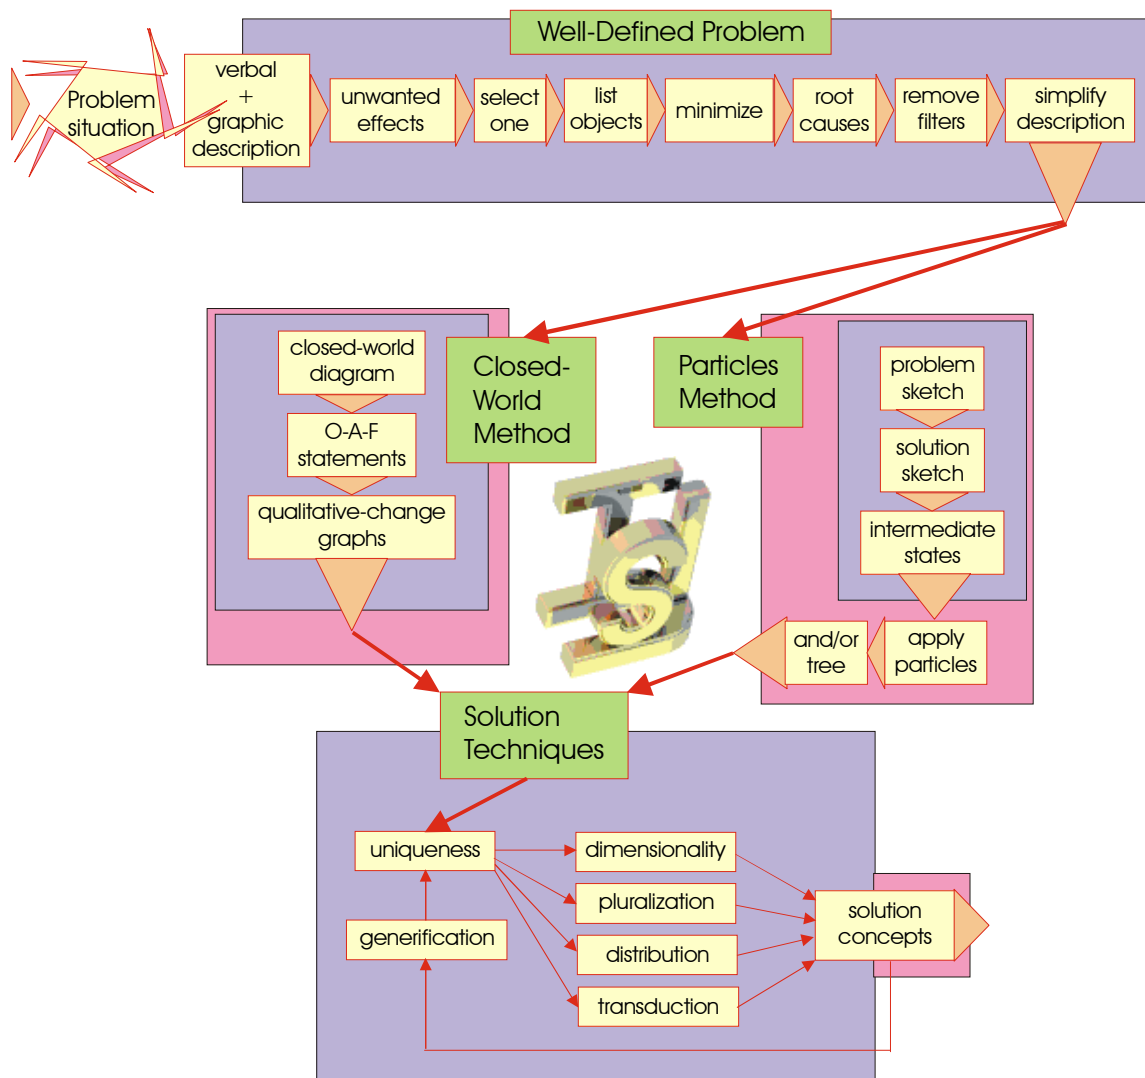 Well-Defined Problem
Problem
situation
verbal
+
graphic
description
unwanted
effects
select
one
list
objects
minimize
root
causes
remove
filters
simplify
description
closed-world
diagram
O-A-F
statements
qualitative-change
graphs
Closed-
World
Method
Particles
Method
problem
sketch
solution
sketch
intermediate
states
apply
particles
and/or
tree
Solution
Techniques
uniqueness
generification
dimensionality
pluralization
distribution
transduction
solution
concepts